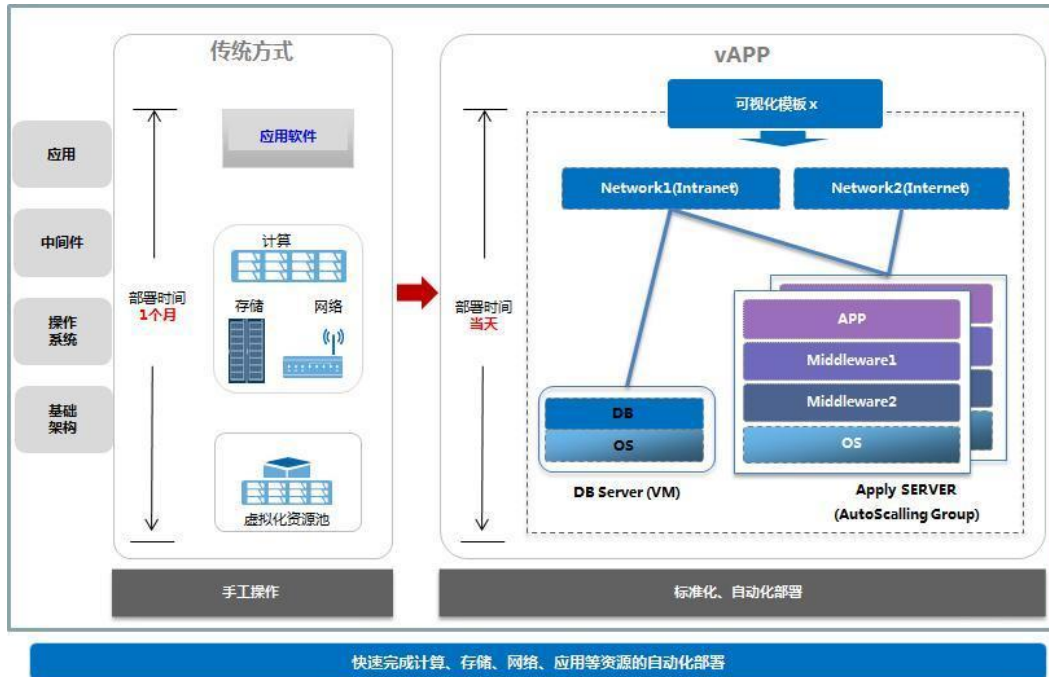 传统方式
vAPP
可视化模板 x
应用
中间件
操作
系统
基础
架构
部署时间
1个月
应用软件
计算
存储
网络
虚拟化资源池
部署时间
当天
Network1(Intranet)
Network2(Internet)
APP
Middleware1
Middleware2
OS
DB
OS
DB Server (VM)
Apply SERVER
(AutoScalling Group)
手工操作
标准化、自动化部署
快速完成计算、存储、网络、应用等资源的自动化部署